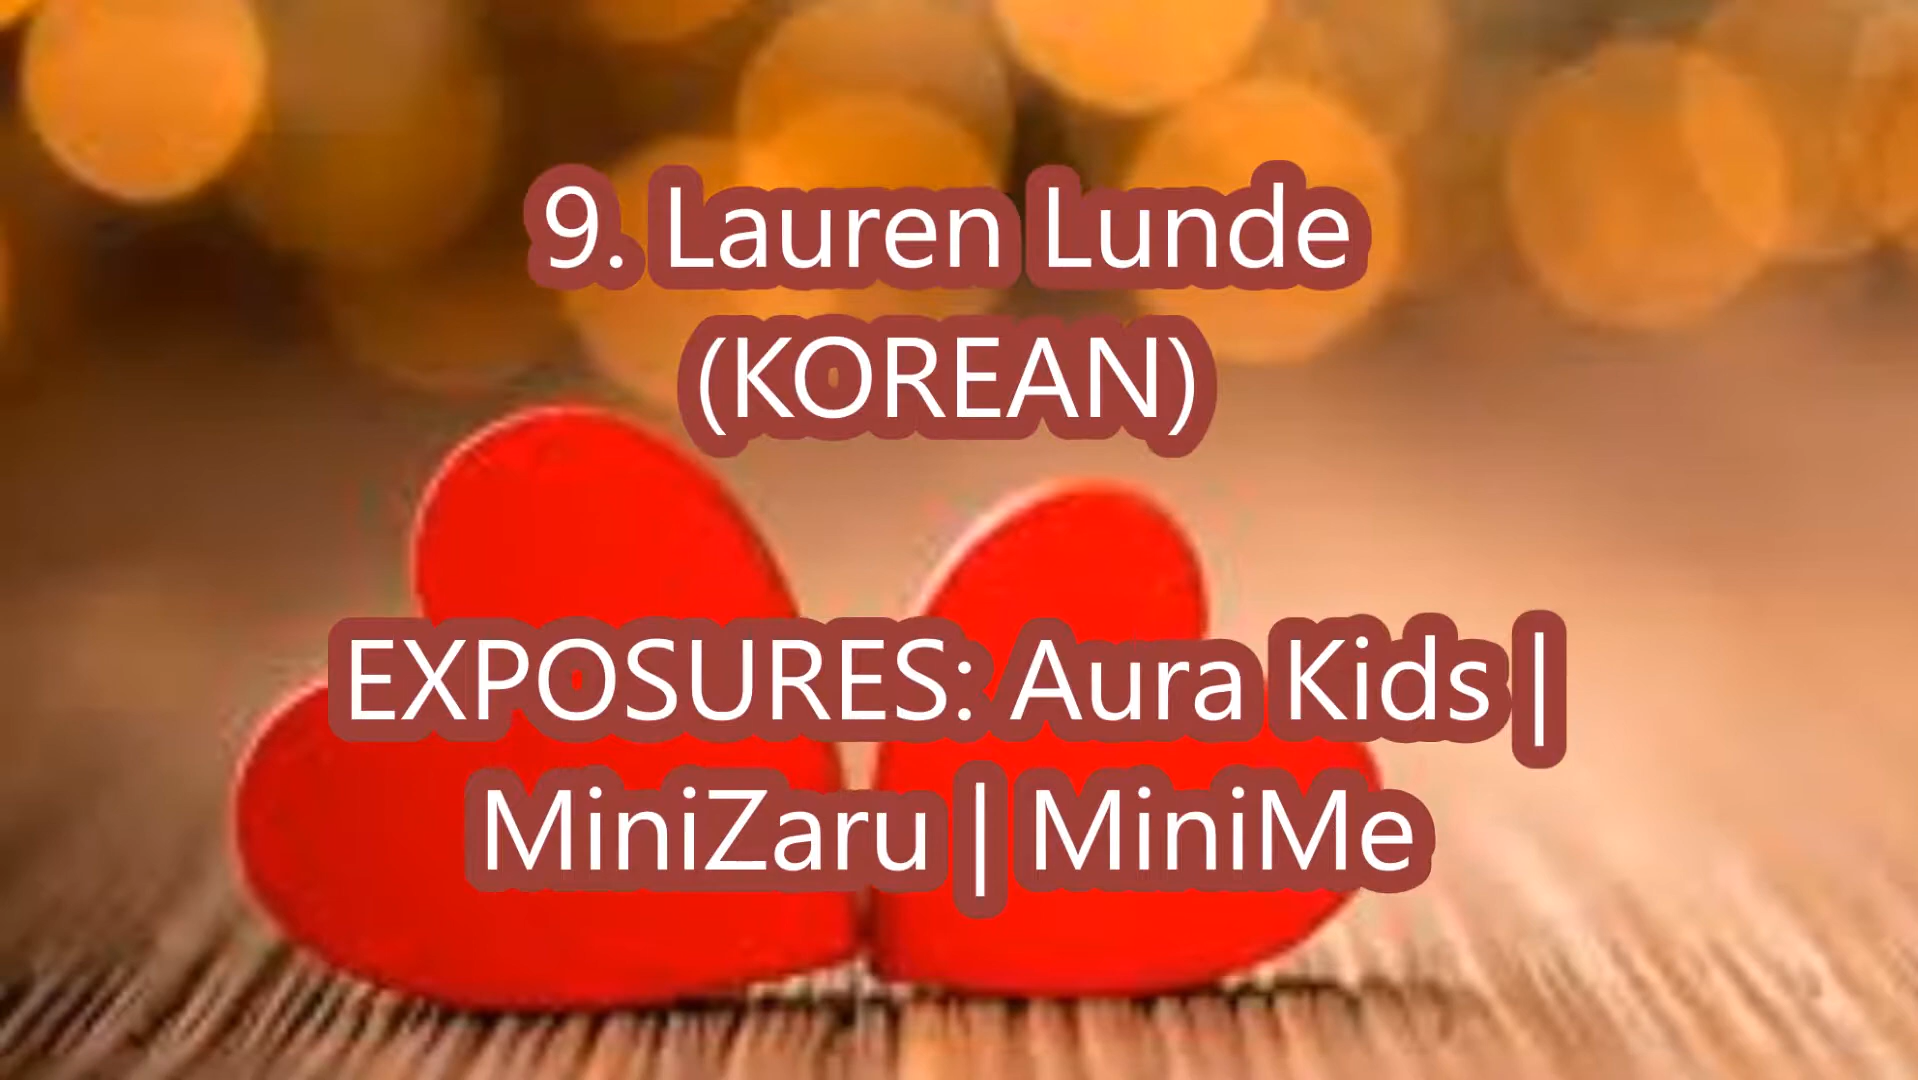 9. Lauren Lunde
(KOREAN)
EXPOSURES: Aura Kids |
MiniZaru | MiniMe